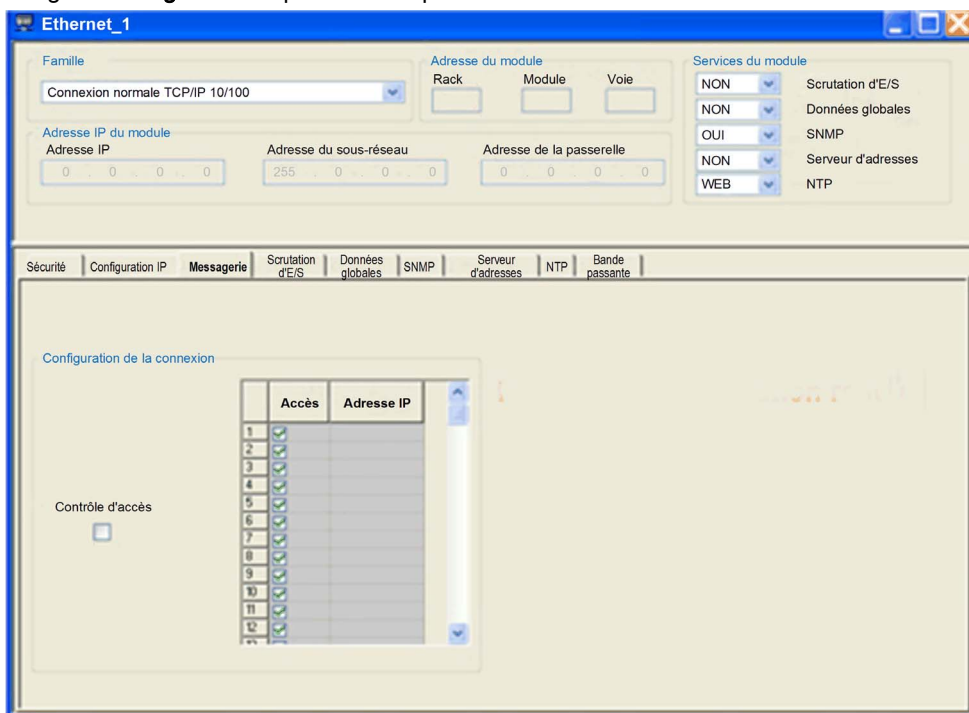 Ethernet_1
Famille
Connexion normale TCP/IP 10/100
Adresse du module
Rack Module Voie
Services du module
NON Scrutation d'E/S
NON Données globales
OUI SNMP
NON Serveur d'adresses
WEB NTP
Adresse IP du module
Adresse IP Adresse du sous-réseau Adresse de la passerelle
0 . 0 . 0 . 0 255 . 0 . 0 . 0 0 . 0 . 0 . 0
Sécurité Configuration IP Messagerie Scrutation d'E/S Données globales SNMP Serveur d'adresses NTP Bande passante
Configuration de la connexion
Accès Adresse IP
1
2
3
4
5
6
7
8
9
10
11
12
Contrôle d'accès